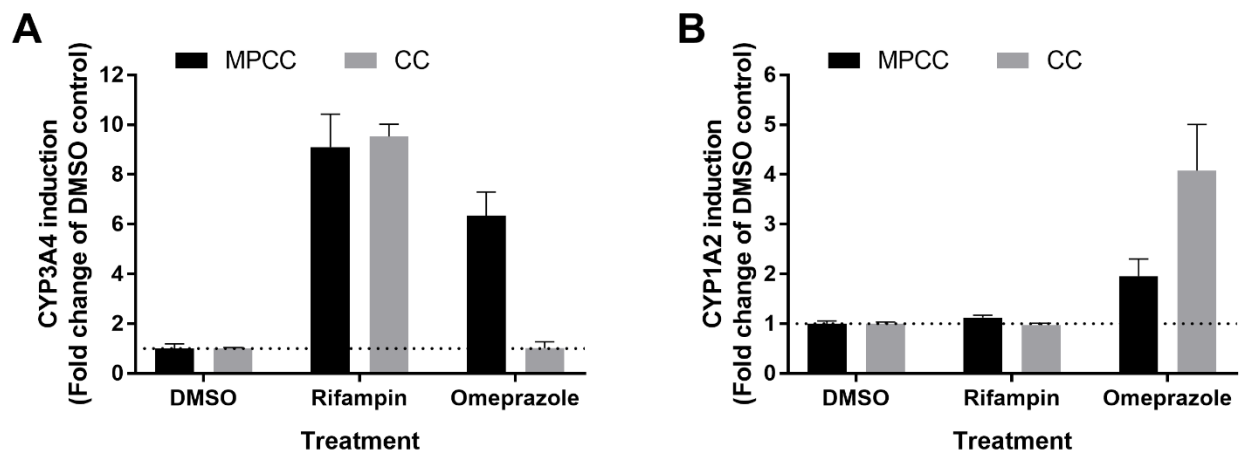 A
MPCC CC
CYP3A4 induction
(Fold change of DMSO control)
12
10
8
6
4
2
0
DMSO Rifampin Omeprazole
Treatment
B
MPCC CC
CYP1A2 induction
(Fold change of DMSO control)
6
5
4
3
2
1
0
DMSO Rifampin Omeprazole
Treatment